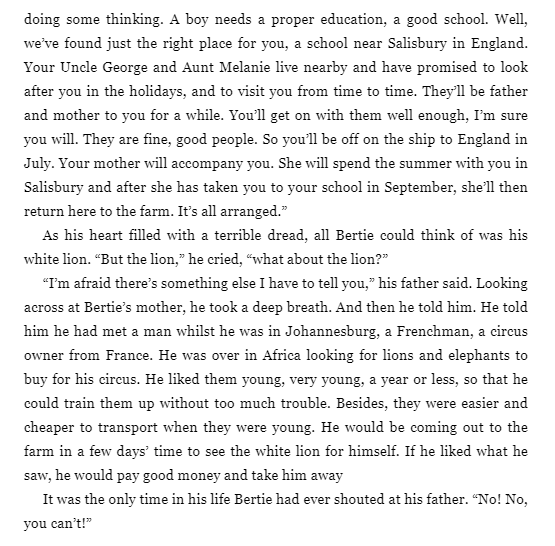 doing some thinking. A boy needs a proper education, a good school. Well,
we’ve found just the right place for you, a school near Salisbury in England.
Your Uncle George and Aunt Melanie live nearby and have promised to look
after you in the holidays, and to visit you from time to time. They’ll be father
and mother to you for a while. You’ll get on with them well enough, I’m sure
you will. They are fine, good people. So you’ll be off on the ship to England in
July. Your mother will accompany you. She will spend the summer with you in
Salisbury and after she has taken you to your school in September, she’ll then
return here to the farm. It’s all arranged.”
As his heart filled with a terrible dread, all Bertie could think of was his
white lion. “But the lion,” he cried, “what about the lion?”
“I’m afraid there’s something else I have to tell you,” his father said. Looking
across at Bertie’s mother, he took a deep breath. And then he told him. He told
him he had met a man whilst he was in Johannesburg, a Frenchman, a circus
owner from France. He was over in Africa looking for lions and elephants to
buy for his circus. He liked them young, very young, a year or less, so that he
could train them up without too much trouble. Besides, they were easier and
cheaper to transport when they were young. He would be coming out to the
farm in a few days’ time to see the white lion for himself. If he liked what he
saw, he would pay good money and take him away
It was the only time in his life Bertie had ever shouted at his father. “No! No,
you can’t!”